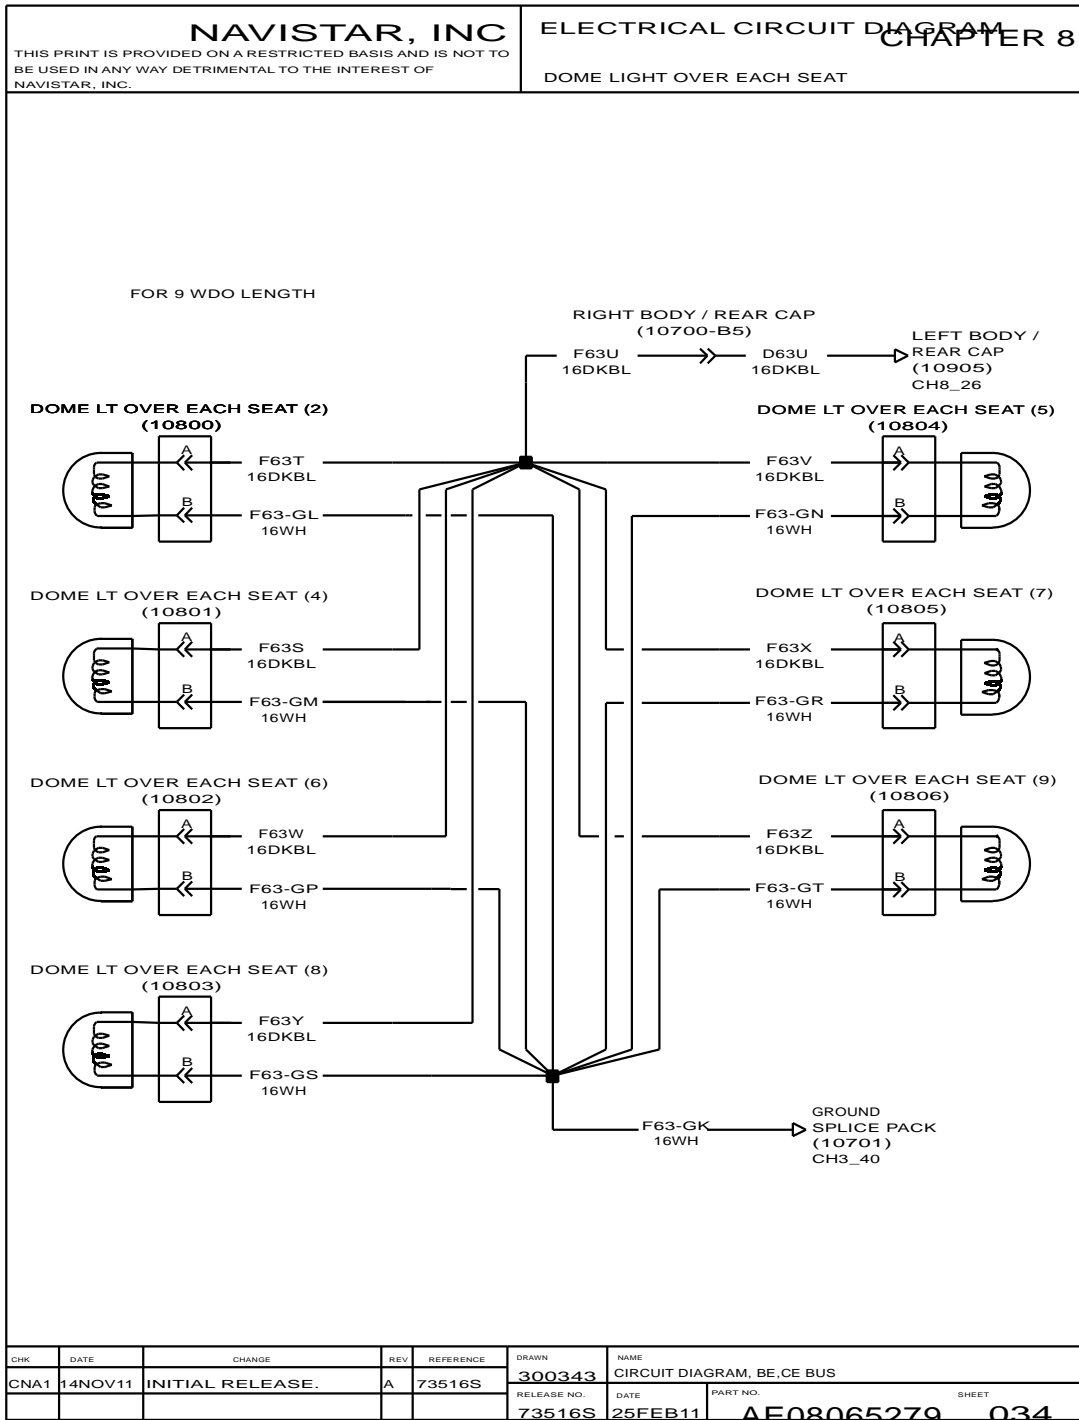 NAVISTAR, INC
THIS PRINT IS PROVIDED ON A RESTRICTED BASIS AND IS NOT TO
BE USED IN ANY WAY DETRIMENTAL TO THE INTEREST OF
NAVISTAR, INC.
ELECTRICAL CIRCUIT DIAGRAM
CHAPTER 8
DOME LIGHT OVER EACH SEAT
FOR 9 WDO LENGTH
RIGHT BODY / REAR CAP
(10700-B5)
F63U
16DKBL
D63U
16DKBL
LEFT BODY /
REAR CAP
(10905)
CH8_26
DOME LT OVER EACH SEAT (2)
(10800)
A
F63T
16DKBL
B
F63-GL
16WH
DOME LT OVER EACH SEAT (5)
(10804)
F63V
16DKBL
A
F63-GN
16WH
B
DOME LT OVER EACH SEAT (4)
(10801)
A
F63S
16DKBL
B
F63-GM
16WH
DOME LT OVER EACH SEAT (7)
(10805)
F63X
16DKBL
A
F63-GR
16WH
B
DOME LT OVER EACH SEAT (6)
(10802)
A
F63W
16DKBL
B
F63-GP
16WH
DOME LT OVER EACH SEAT (9)
(10806)
F63Z
16DKBL
A
F63-GT
16WH
B
DOME LT OVER EACH SEAT (8)
(10803)
A
F63Y
16DKBL
B
F63-GS
16WH
F63-GK
16WH
GROUND
SPLICE PACK
(10701)
CH3_40
CHK DATE CHANGE REV REFERENCE
CNA1 14NOV11 INITIAL RELEASE. A 73516S
DRAWN
300343
NAME
CIRCUIT DIAGRAM, BE,CE BUS
RELEASE NO.
73516S
DATE
25FEB11
PART NO.
AE08065279
SHEET
034